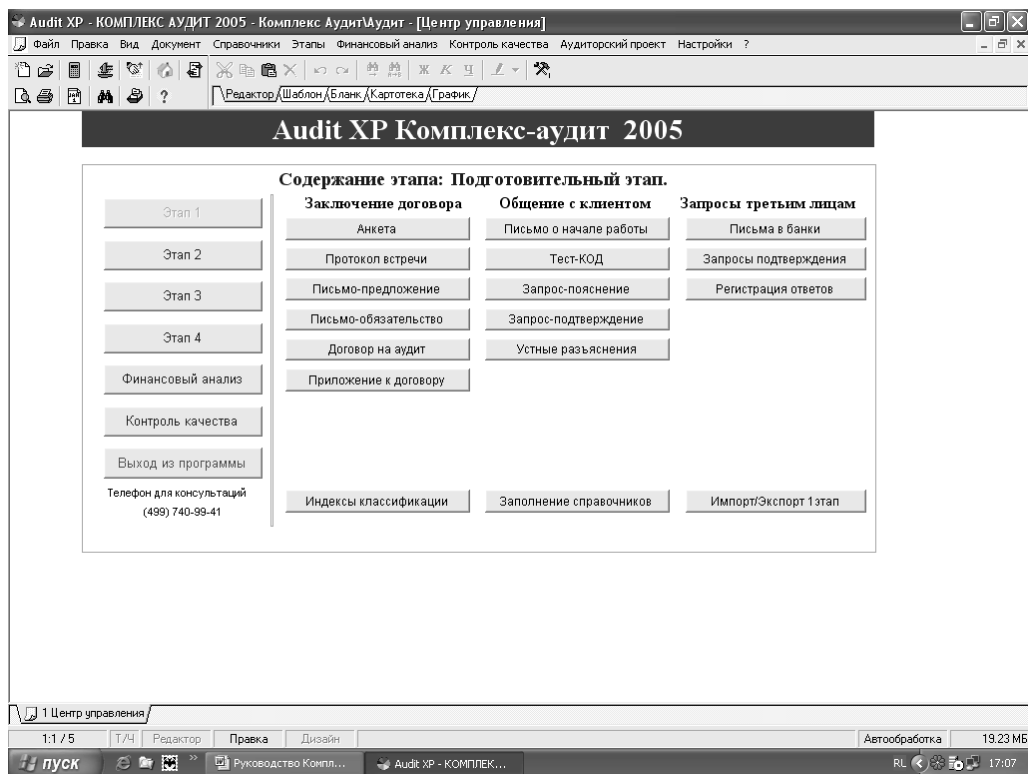 Audit XP - КОМПЛЕКС АУДИТ 2005 - Комплекс Аудит\Аудит - [Центр управления]
Файл Правка Вид Документ Справочники Этапы Финансовый анализ Контроль качества Аудиторский проект Настройки ?
Ж К Ч
Редактор Шаблон Бланк Картотека График
Audit XP Комплекс-аудит 2005
Содержание этапа: Подготовительный этап.
Заключение договора Общение с клиентом Запросы третьим лицам
Этап 1
Анкета Письмо о начале работы Письма в банки
Этап 2
Протокол встречи Тест-КОД Запросы подтверждения
Этап 3
Письмо-предложение Запрос-пояснение Регистрация ответов
Письмо-обязательство Запрос-подтверждение
Этап 4
Договор на аудит Устные разъяснения
Финансовый анализ
Приложение к договору
Контроль качества
Выход из программы
Телефон для консультаций
(499) 740-99-41
Индексы классификации Заполнение справочников Импорт/Экспорт 1этап
1 Центр управления
1:1 / 5 Т/Ч Редактор Правка Дизайн Автообработка 19.23 МБ
пуск Руководство Компл... Audit XP - КОМПЛЕК... RL 17:07